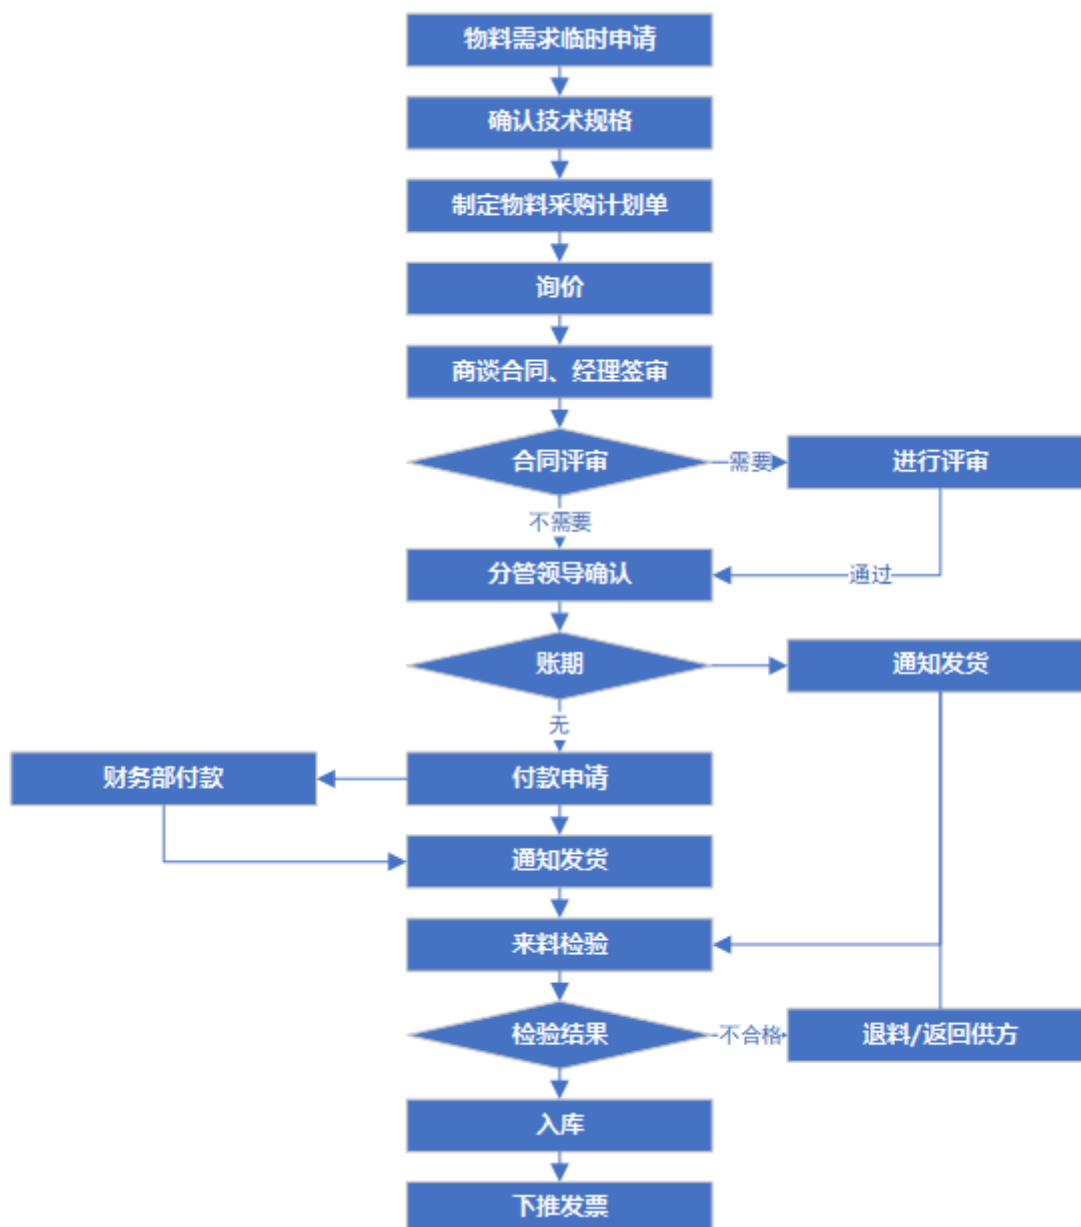 物料需求临时申请
确认技术规格
制定物料采购计划单
询价
商谈合同、经理签审
合同评审
需要
进行评审
不需要
分管领导确认
通过
账期
通知发货
无
财务部付款
付款申请
通知发货
来料检验
检验结果
不合格
退料/返回供方
入库
下推发票